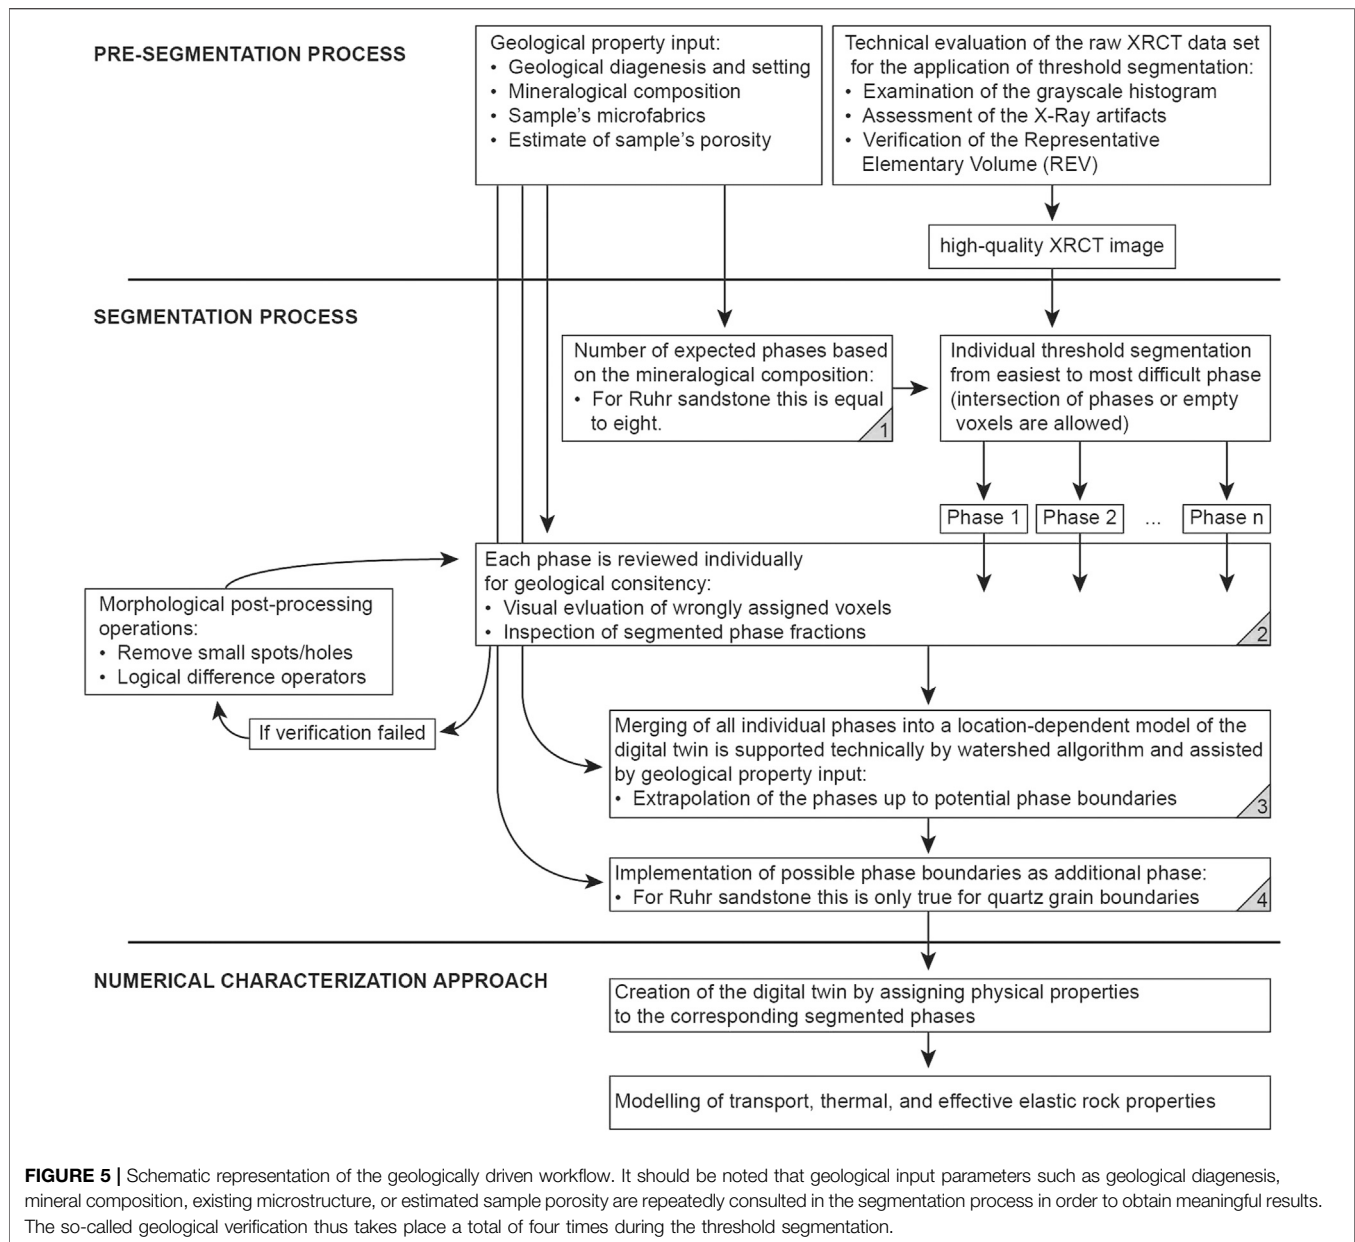 PRE-SEGMENTATION PROCESS
Geological property input:
• Geological diagenesis and setting
• Mineralogical composition
• Sample's microfabrics
• Estimate of sample's porosity
Technical evaluation of the raw XRCT data set
for the application of threshold segmentation:
• Examination of the grayscale histogram
• Assessment of the X-Ray artifacts
• Verification of the Representative
Elementary Volume (REV)
high-quality XRCT image
SEGMENTATION PROCESS
Number of expected phases based
on the mineralogical composition:
• For Ruhr sandstone this is equal
to eight.
1
Individual threshold segmentation
from easiest to most difficult phase
(intersection of phases or empty
voxels are allowed)
Phase 1
Phase 2
...
Phase n
Each phase is reviewed individually
for geological consitency:
• Visual evluation of wrongly assigned voxels
• Inspection of segmented phase fractions
2
Morphological post-processing
operations:
• Remove small spots/holes
• Logical difference operators
If verification failed
Merging of all individual phases into a location-dependent model of the
digital twin is supported technically by watershed allgorithm and assisted
by geological property input:
• Extrapolation of the phases up to potential phase boundaries
3
Implementation of possible phase boundaries as additional phase:
• For Ruhr sandstone this is only true for quartz grain boundaries
4
NUMERICAL CHARACTERIZATION APPROACH
Creation of the digital twin by assigning physical properties
to the corresponding segmented phases
Modelling of transport, thermal, and effective elastic rock properties
FIGURE 5 | Schematic representation of the geologically driven workflow. It should be noted that geological input parameters such as geological diagenesis,
mineral composition, existing microstructure, or estimated sample porosity are repeatedly consulted in the segmentation process in order to obtain meaningful results.
The so-called geological verification thus takes place a total of four times during the threshold segmentation.